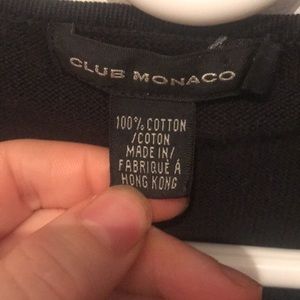 CLUB MONACO
100% COTTON
/COTON
MADE IN/
FABRIQUÉ À
HONG KONG